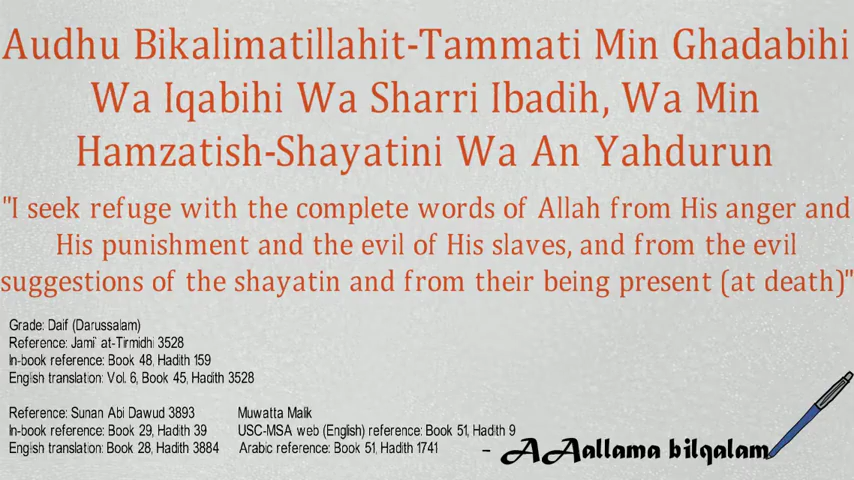 Audhu Bikalimatillahit-Tammati Min Ghadabihi
Wa Iqabihi Wa Sharri Ibadih, Wa Min
Hamzatish-Shayatini Wa An Yahdurun
"I seek refuge with the complete words of Allah from His anger and
His punishment and the evil of His slaves, and from the evil
suggestions of the shayatin and from their being present (at death)"
Grade: Daif (Darussalam)
Reference: Jami` at-Tirmidhi 3528
In-book reference: Book 48, Hadith 159
Engish translation: Vol. 6, Book 45, Hadith 3528
Reference: Sunan Abi Dawud 3893
In-book reference: Book 29, Hadith 39
Engish translation: Book 28, Hadith 3884
Muwatta Malik
USC-MSA web (English) reference: Book 51, Hadith 9
Arabic reference: Book 51, Hadith 1741
- AAallama bilqalam